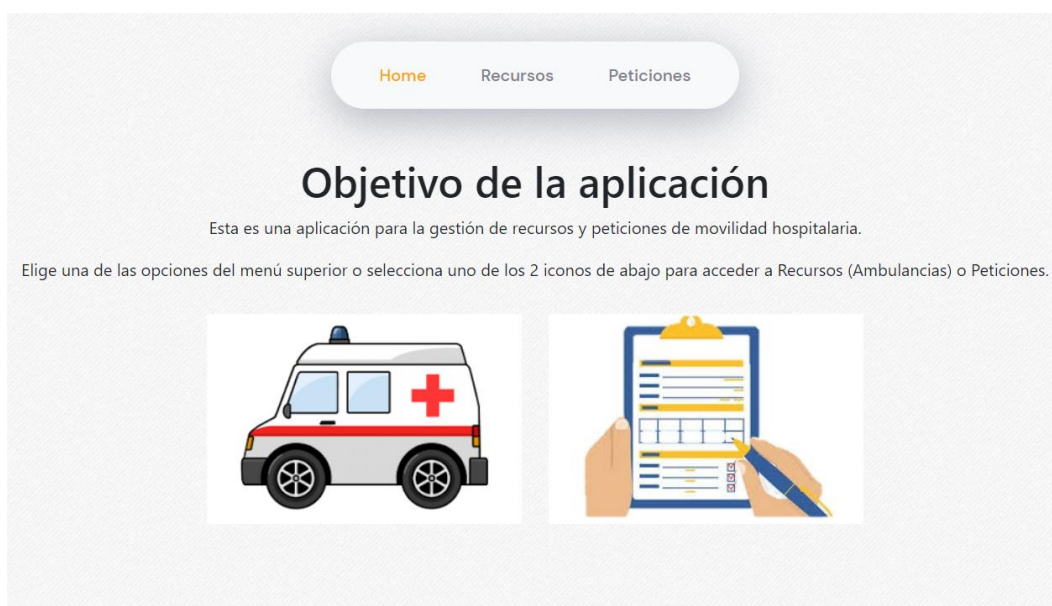 Home Recursos Peticiones
Objetivo de la aplicación
Esta es una aplicación para la gestión de recursos y peticiones de movilidad hospitalaria.
Elige una de las opciones del menú superior o selecciona uno de los 2 iconos de abajo para acceder a Recursos (Ambulancias) o Peticiones.